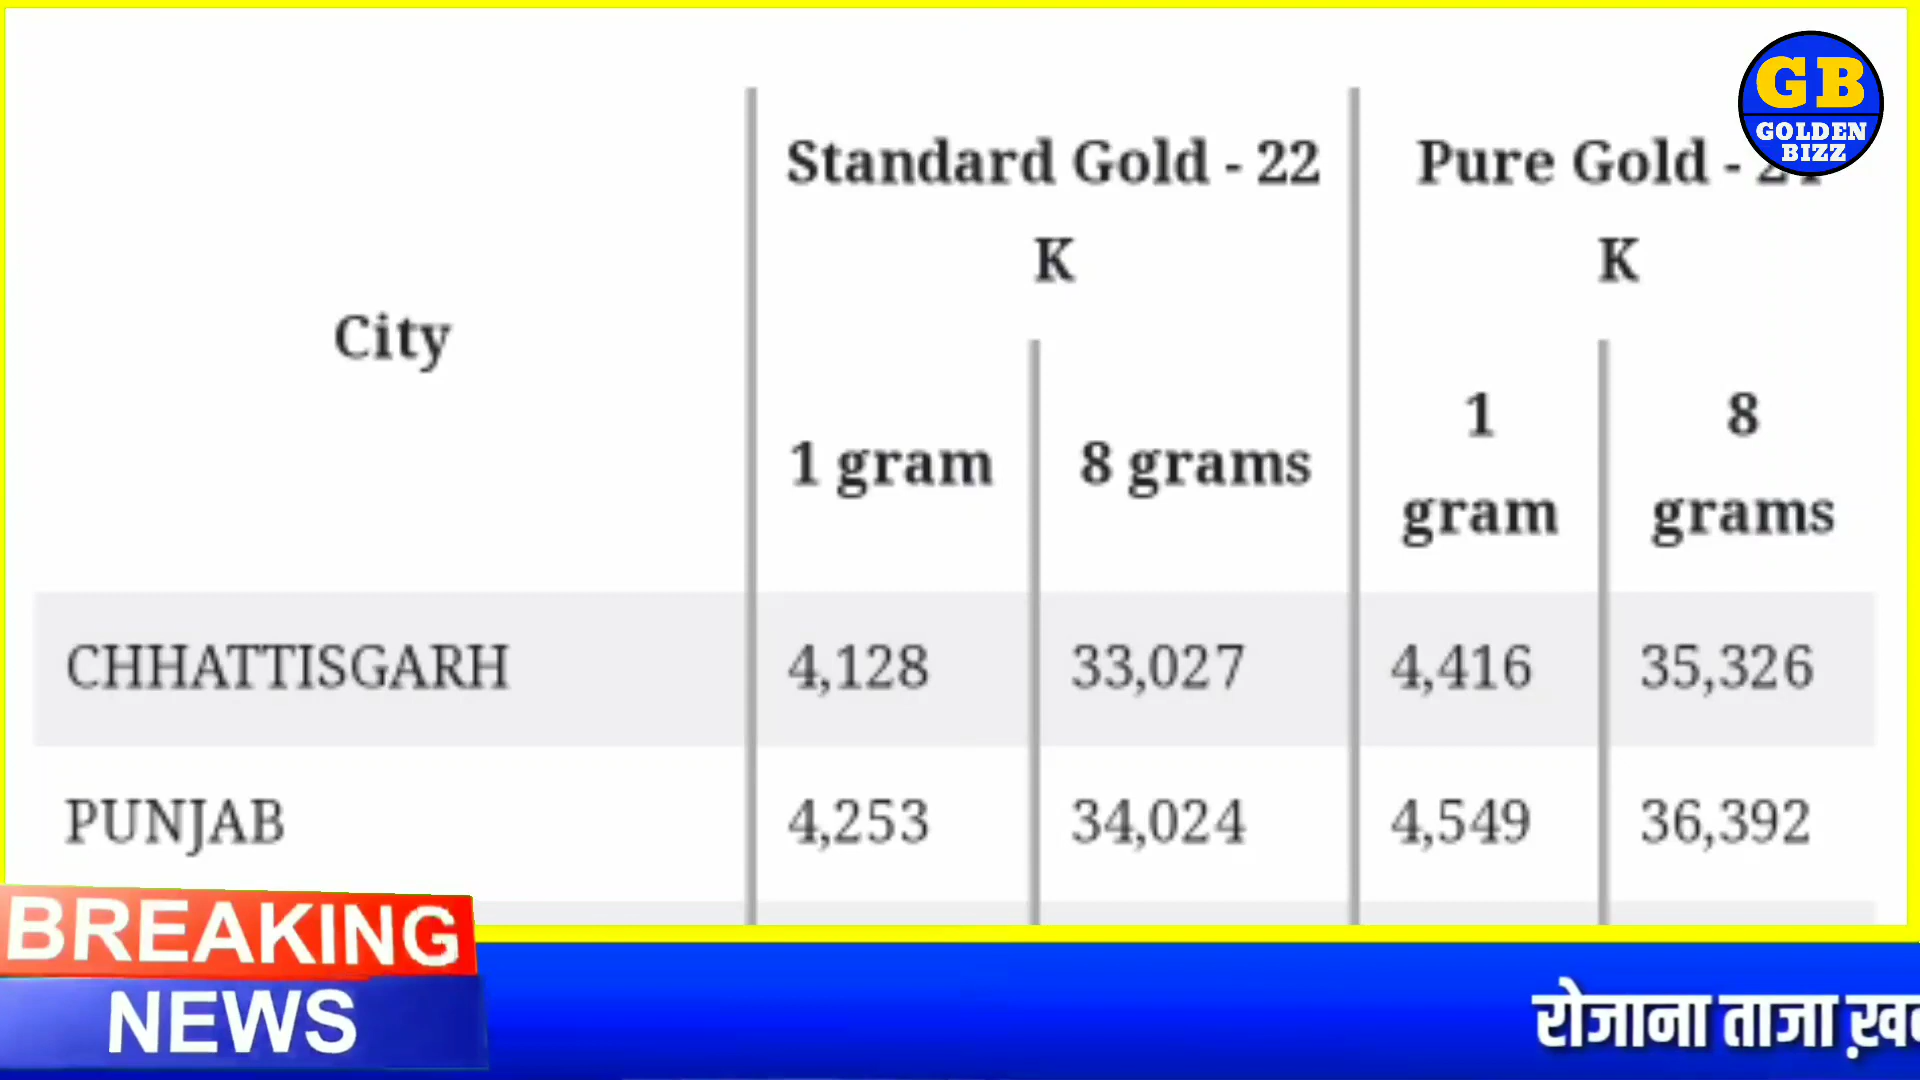 GB
GOLDEN
BIZZ
Standard Gold - 22
K
Pure Gold -
K
City
1 gram
8 grams
1
gram
8
grams
CHHATTISGARH 4,128 33,027 4,416 35,326
PUNJAB 4,253 34,024 4,549 36,392
BREAKING
NEWS
रोजाना ताजा